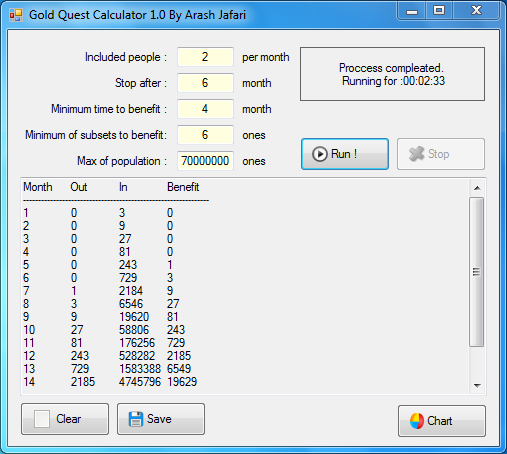 Gold Quest Calculator 1.0 By Arash Jafari
Included people : 2 per month
Stop after : 6 month
Minimum time to benefit : 4 month
Minimum of subsets to benefit: 6 ones
Max of population : 70000000 ones
Proccess compleated.
Running for :00:02:33
Run !
Stop
Month Out In Benefit
--------------------------------------------------------------
1 0 3 0
2 0 9 0
3 0 27 0
4 0 81 0
5 0 243 1
6 0 729 3
7 1 2184 9
8 3 6546 27
9 9 19620 81
10 27 58806 243
11 81 176256 729
12 243 528282 2185
13 729 1583388 6549
14 2185 4745796 19629
Clear
Save
Chart